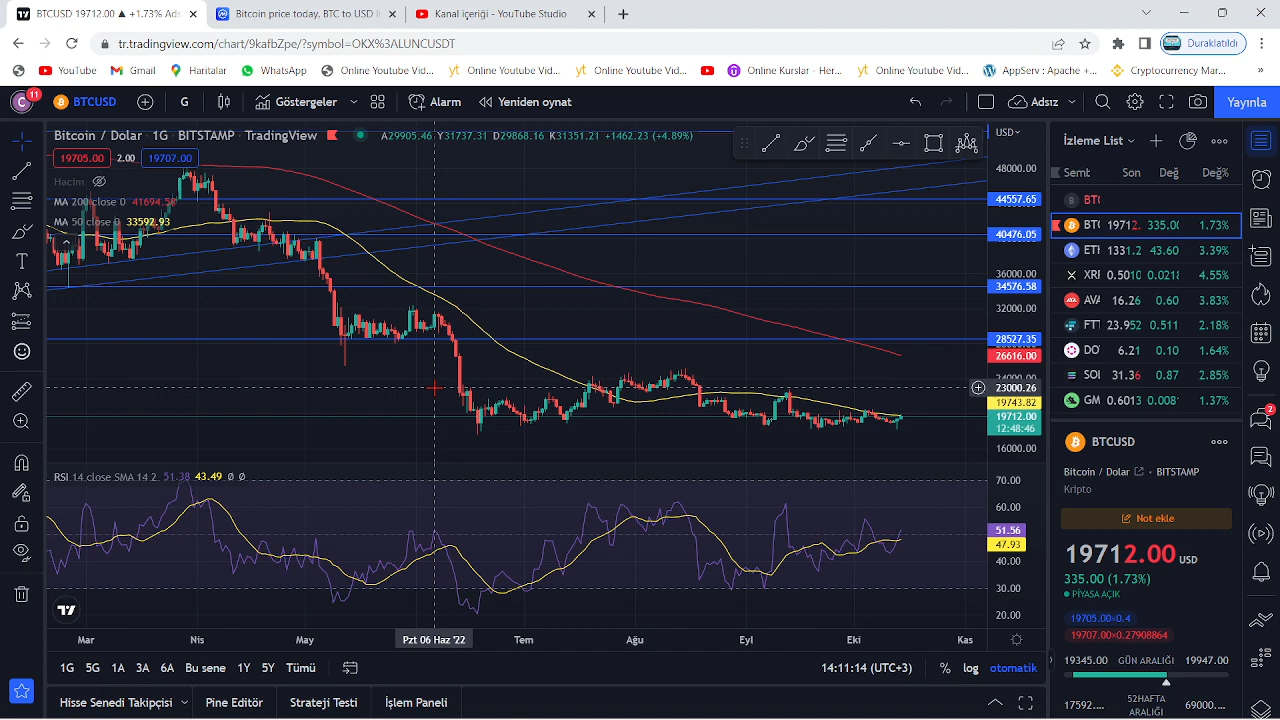 BTCUSD 19712.00 ▲ +1.73% Ads
Bitcoin price today, BTC to USD li
Kanal içeriği - YouTube Studio
tr.tradingview.com/chart/9kafbZpe/?symbol=OKX%3ALUNCUSDT
Duraklatıldı
YouTube
Gmail
Haritalar
WhatsApp
Online Youtube Vid...
Online Youtube Vid...
Online Youtube Vid...
Online Kurslar - Her...
Online Youtube Vid...
AppServ : Apache +...
Cryptocurrency Mar...
»
C 11
BTCUSD
G
Göstergeler
Alarm
Yeniden oynat
Adsız
Yayınla
Bitcoin / Dolar · 1G · BITSTAMP · TradingView
A29905.46 Y31737.31 D29868.16 K31351.21 +1462.23 (+4.89%)
19705.00 2.00 19707.00
Hacim
MA 200 close 0 41694.56
MA 50 close 0 33592.93
USD
48000.00
44557.65
40476.05
36000.00
34576.58
32000.00
28527.35
26616.00
24000.00
23000.26
19743.82
19712.00
12:48:46
16000.00
RSI 14 close SMA 14 2 51.38 43.49 Ø Ø
70.00
60.00
51.56
47.93
40.00
30.00
20.00
Mar
Nis
May
Pzt 06 Haz '22
Tem
Ağu
Eyl
Eki
Kas
1G 5G 1A 3A 6A Bu sene 1Y 5Y Tümü
14:11:14 (UTC+3)
% log otomatik
Hisse Senedi Takipçisi
Pine Editör
Strateji Testi
İşlem Paneli
İzleme List
Semt Son Değ Değ%
BTC
BTC 19712. 335.00 1.73%
ETH 1331.2 43.60 3.39%
XRI 0.5010 0.0218 4.55%
AVA 16.26 0.60 3.83%
FTT 23.952 0.511 2.18%
DO 6.21 0.10 1.64%
SOL 31.36 0.87 2.85%
GM 0.6013 0.008 1.37%
2
BTCUSD
Bitcoin / Dolar · BITSTAMP
Kripto
Not ekle
19712.00 USD
335.00 (1.73%)
PİYASA AÇIK
19705.00×0.4
19707.00×0.27908864
19345.00 GÜN ARALIĞI 19947.00
17592.... 52HAFTA ARALIĞI 69000....